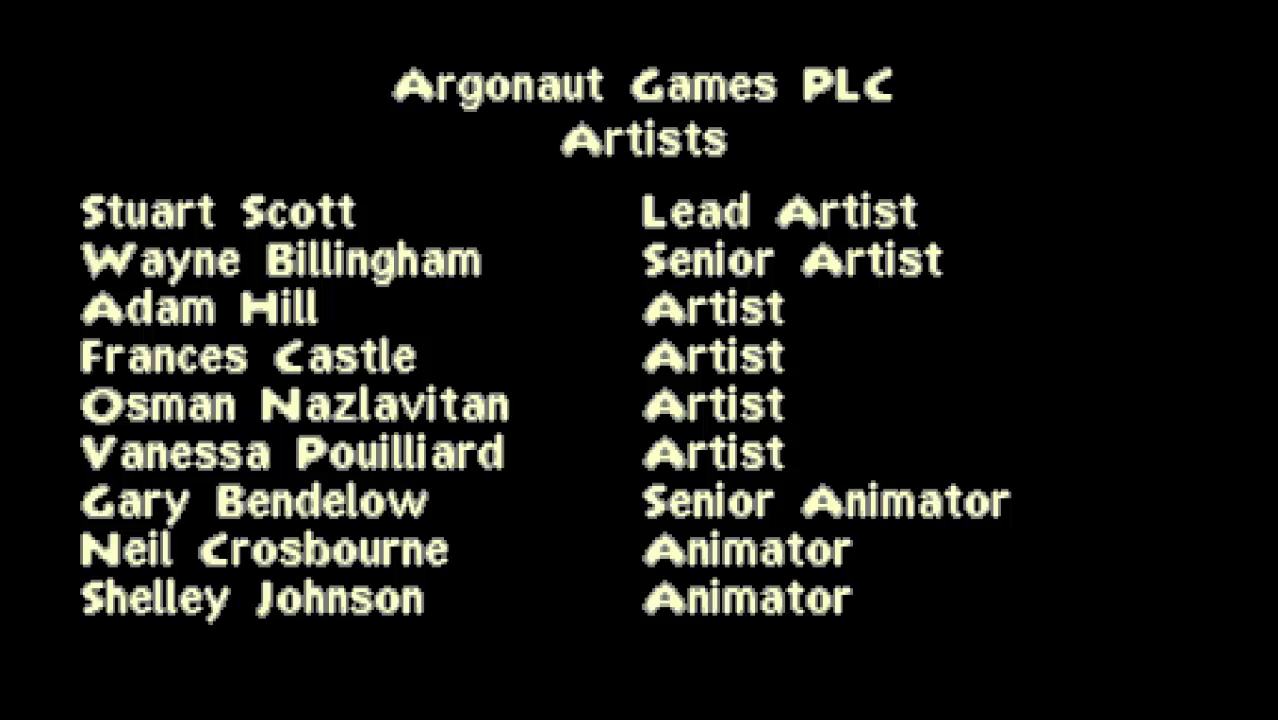 Argonaut Games PLC
Artists
Stuart Scott Lead Artist
Wayne Billingham Senior Artist
Adam Hill Artist
Frances Castle Artist
Osman Nazlavitan Artist
Vanessa Pouilliard Artist
Gary Bendelow Senior Animator
Neil Crosbourne Animator
Shelley Johnson Animator